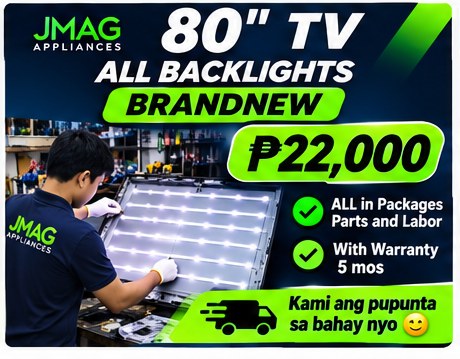 JMAG
APPLIANCES
80" TV
ALL BACKLIGHTS
BRANDNEW
₱22,000
ALL in Packages
Parts and Labor
With Warranty
5 mos
JMAG
APPLIANCES
Kami ang pupunta
sa bahay nyo 😊